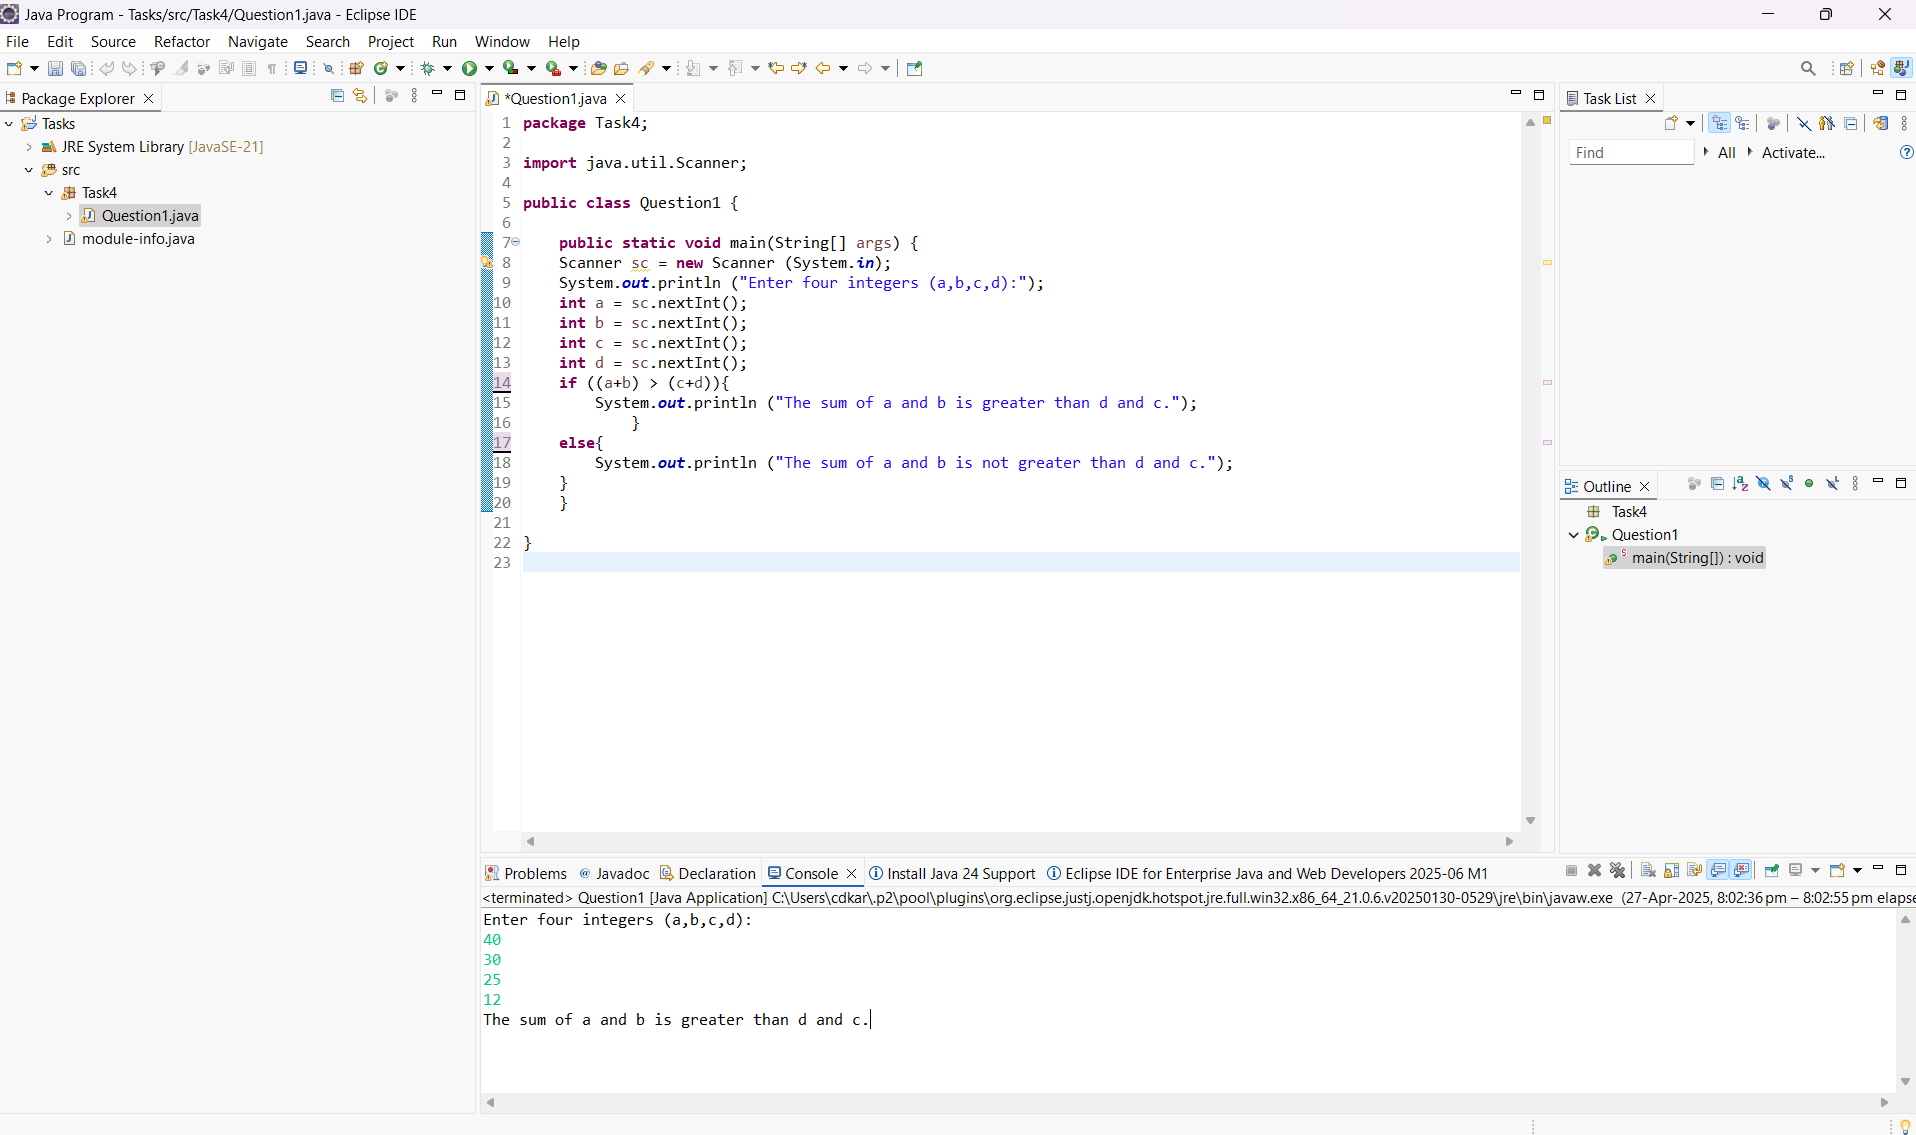 Java Program - Tasks/src/Task4/Question1.java - Eclipse IDE
File Edit Source Refactor Navigate Search Project Run Window Help
Package Explorer
Tasks
JRE System Library [JavaSE-21]
src
Task4
Question1.java
module-info.java
*Question1.java
1 package Task4;
2
3 import java.util.Scanner;
4
5 public class Question1 {
6
7 public static void main(String[] args) {
8 Scanner sc = new Scanner (System.in);
9 System.out.println ("Enter four integers (a,b,c,d):");
10 int a = sc.nextInt();
11 int b = sc.nextInt();
12 int c = sc.nextInt();
13 int d = sc.nextInt();
14 if ((a+b) > (c+d)){
15 System.out.println ("The sum of a and b is greater than d and c.");
16 }
17 else{
18 System.out.println ("The sum of a and b is not greater than d and c.");
19 }
20 }
21
22 }
23
Task List
Find All Activate...
Outline
Task4
Question1
main(String[]) : void
Problems @ Javadoc Declaration Console Install Java 24 Support Eclipse IDE for Enterprise Java and Web Developers 2025-06 M1
<terminated> Question1 [Java Application] C:\Users\cdkar\.p2\pool\plugins\org.eclipse.justj.openjdk.hotspot.jre.full.win32.x86_64_21.0.6.v20250130-0529\jre\bin\javaw.exe (27-Apr-2025, 8:02:36 pm – 8:02:55 pm elapse
Enter four integers (a,b,c,d):
40
30
25
12
The sum of a and b is greater than d and c.